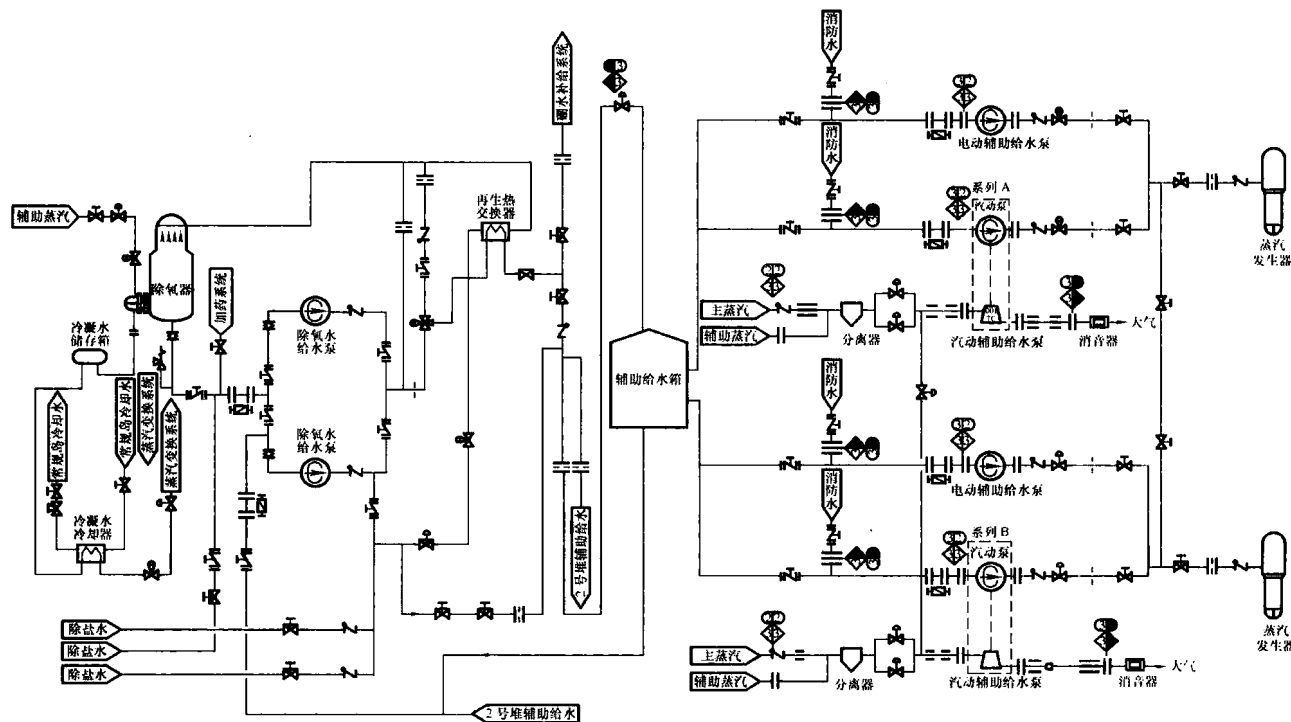 消防水
消防水
硼水补给系统
电动辅助给水泵
系列A
汽动泵
再生热
交换器
辅助蒸汽
除氧器
加药系统
蒸汽
发生器
冷凝水
储存箱
除氧水
给水泵
主蒸汽
辅助蒸汽
分离器
汽动辅助给水泵
消音器
大气
辅助给水箱
常规岛冷却水
常规岛冷却水
蒸汽变换系统
蒸汽变换系统
消防水
消防水
除氧水
给水泵
电动辅助给水泵
系列B
汽动泵
冷凝水
冷却器
2号堆辅助给水
蒸汽
发生器
除盐水
除盐水
除盐水
主蒸汽
辅助蒸汽
分离器
汽动辅助给水泵
消音器
大气
2号堆辅助给水